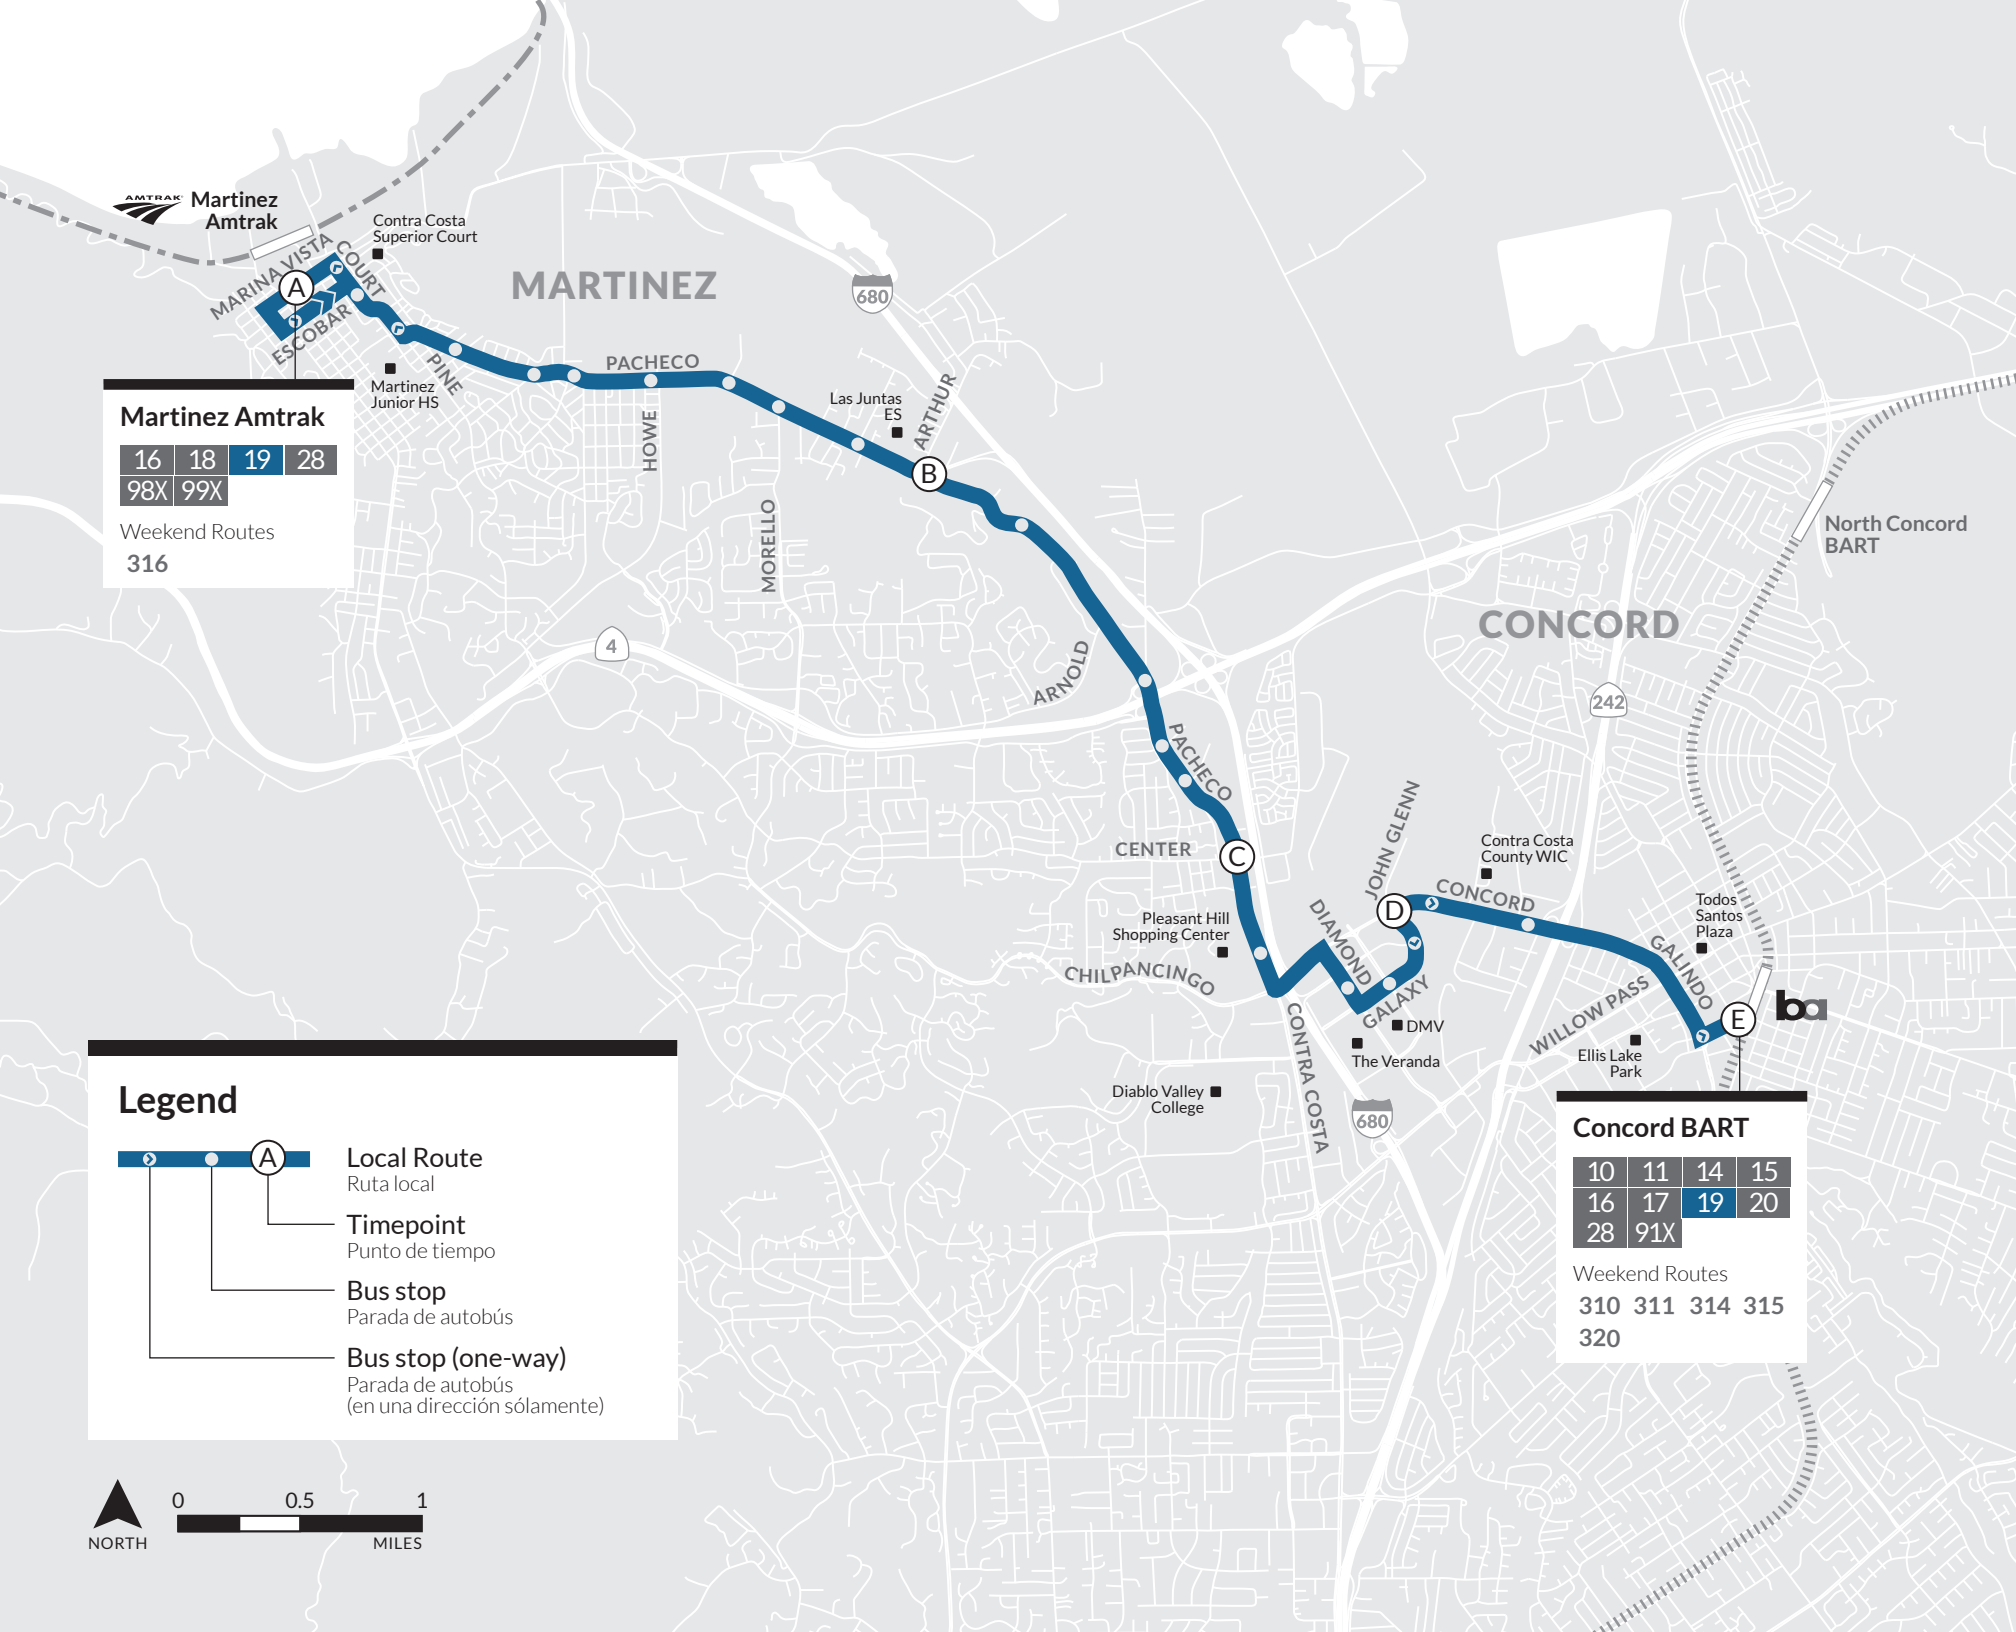 AMTRAK
Martinez
Amtrak
Contra Costa
Superior Court
MARINA VISTA
COURT
A
ESCOBAR
MARTINEZ
680
PINE
PACHECO
Martinez
Junior HS
HOWE
Las Juntas
ES
ARTHUR
B
MORELLO
Martinez Amtrak
16 18 19 28
98X 99X
Weekend Routes
316
North Concord
BART
CONCORD
4
ARNOLD
242
PACHECO
CENTER
C
JOHN GLENN
Contra Costa
County WIC
D
CONCORD
DIAMOND
Pleasant Hill
Shopping Center
Todos
Santos
Plaza
GALINDO
CHILPANCINGO
GALAXY
WILLOW PASS
E
ba
DMV
The Veranda
Ellis Lake
Park
CONTRA COSTA
Diablo Valley
College
680
Concord BART
10 11 14 15
16 17 19 20
28 91X
Weekend Routes
310 311 314 315
320
Legend
A
Local Route
Ruta local
Timepoint
Punto de tiempo
Bus stop
Parada de autobús
Bus stop (one-way)
Parada de autobús
(en una dirección sólamente)
NORTH
0 0.5 1
MILES